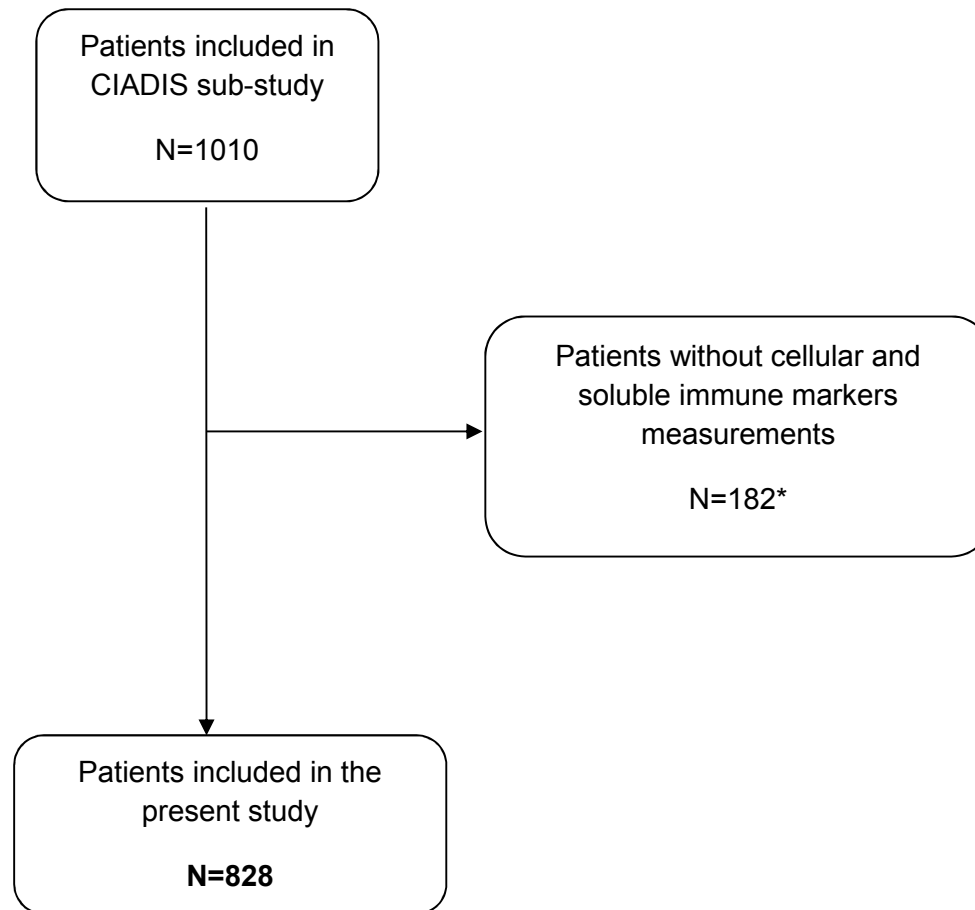 Patients included in
CIADIS sub-study
N=1010
Patients without cellular and
soluble immune markers
measurements
N=182*
Patients included in the
present study
N=828